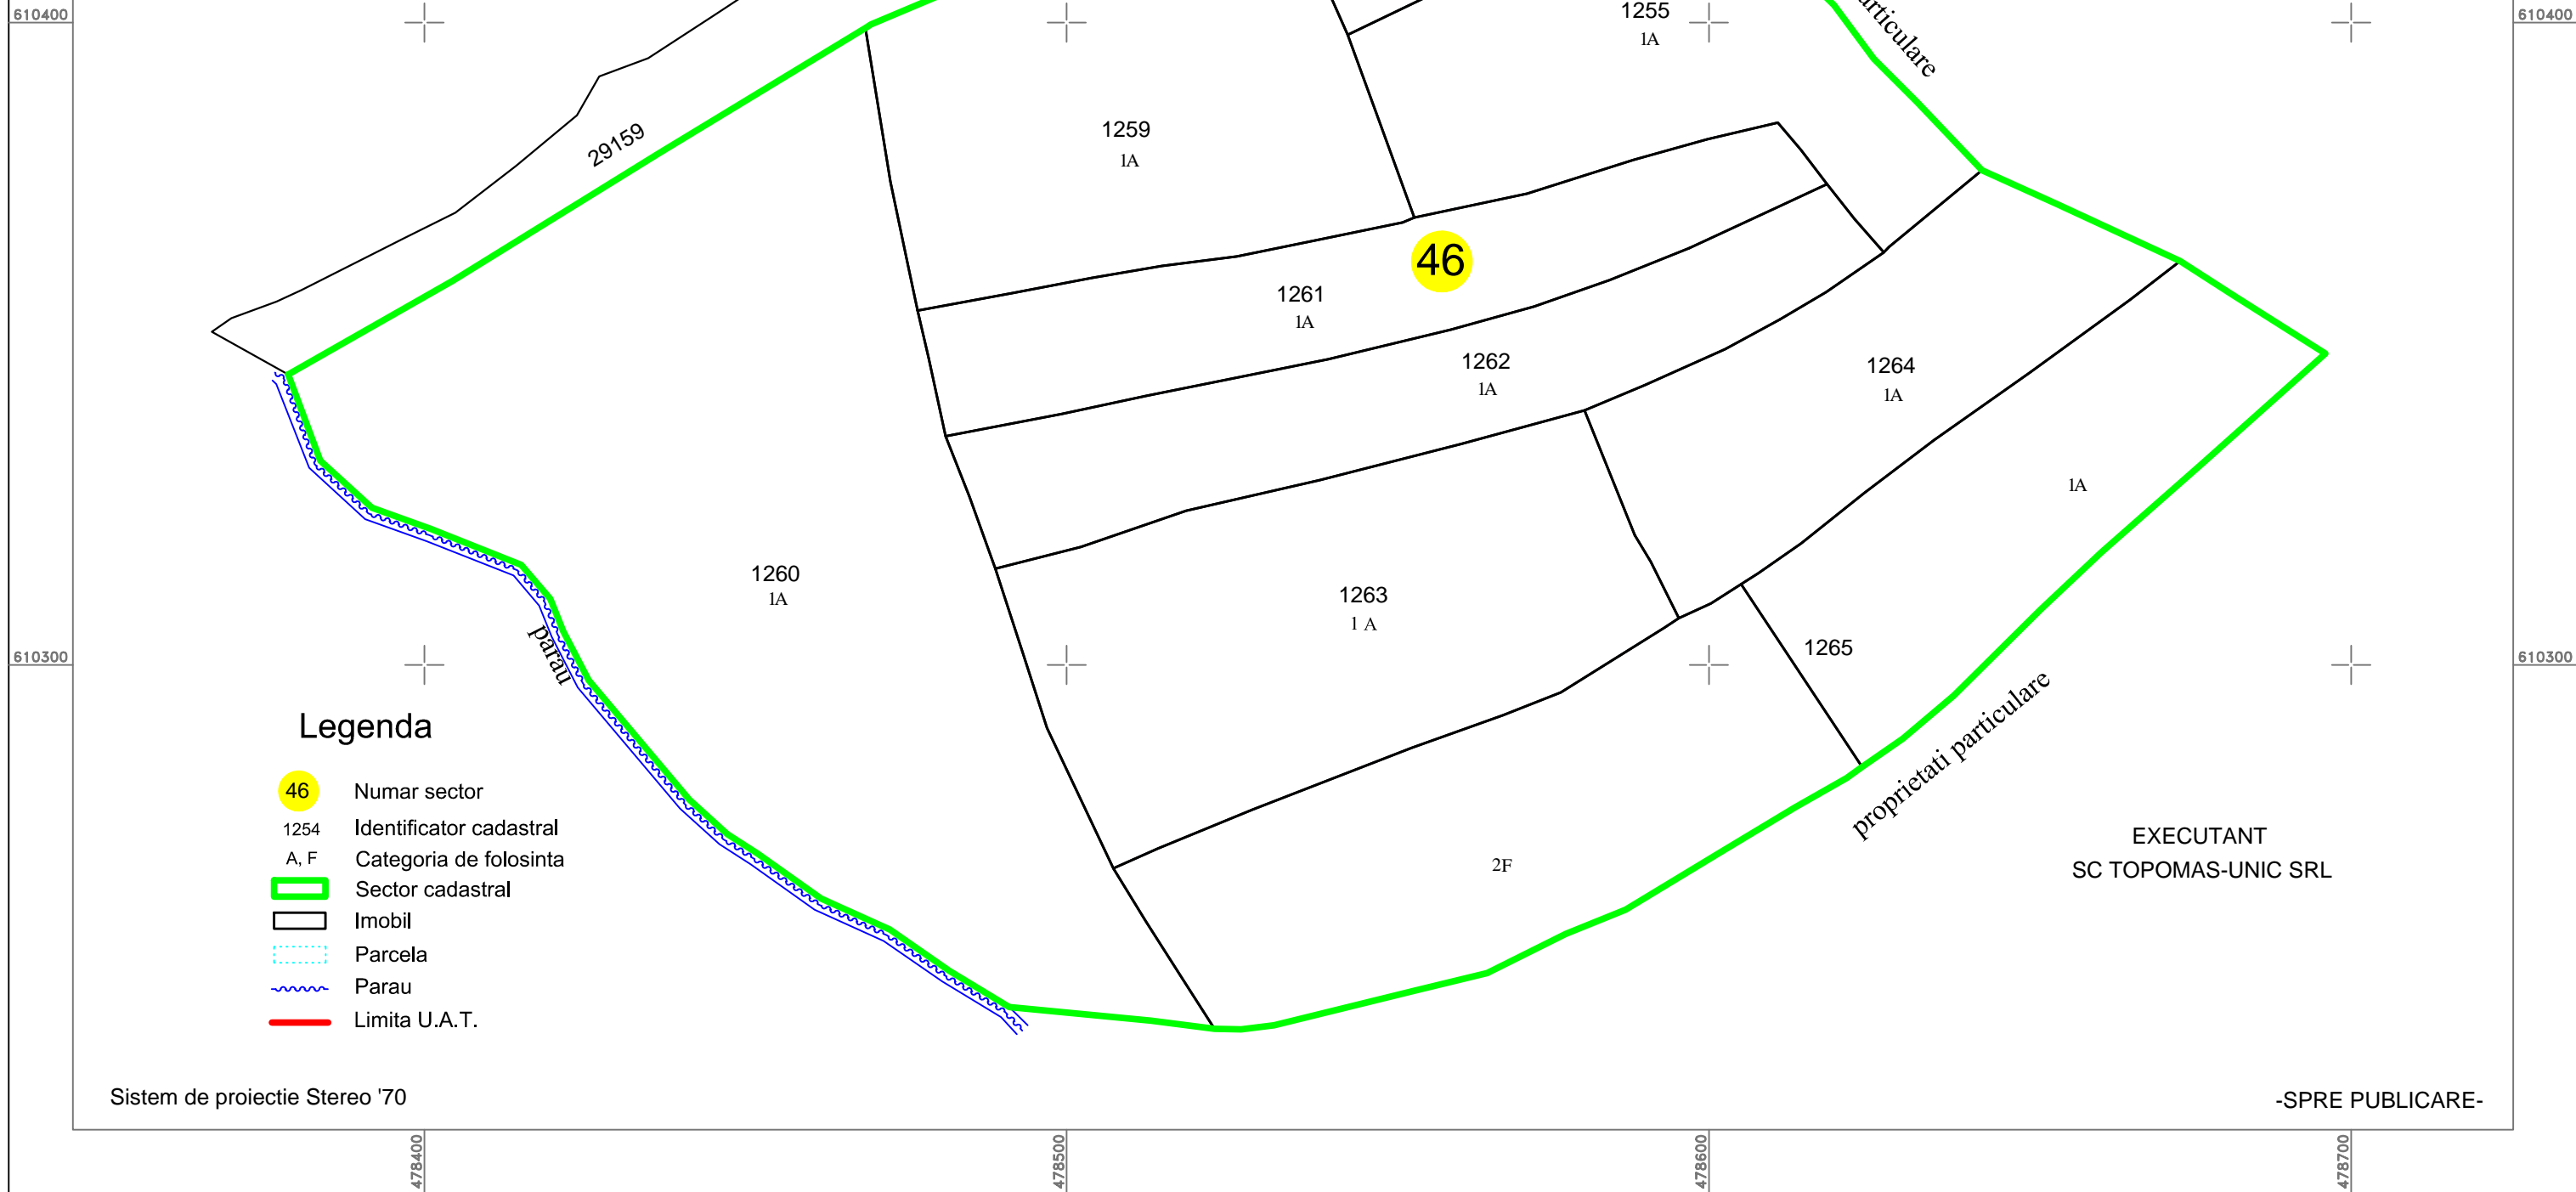 610400
610400
1255
1A
articulare
29159
1259
1A
46
1261
1A
1262
1A
1264
1A
1A
1260
1A
1263
1 A
1265
parau
610300
610300
proprietati particulare
2F
Legenda
46 Numar sector
1254 Identificator cadastral
A, F Categoria de folosinta
Sector cadastral
Imobil
Parcela
Parau
Limita U.A.T.
EXECUTANT
SC TOPOMAS-UNIC SRL
Sistem de proiectie Stereo '70
-SPRE PUBLICARE-
478400
478500
478600
478700